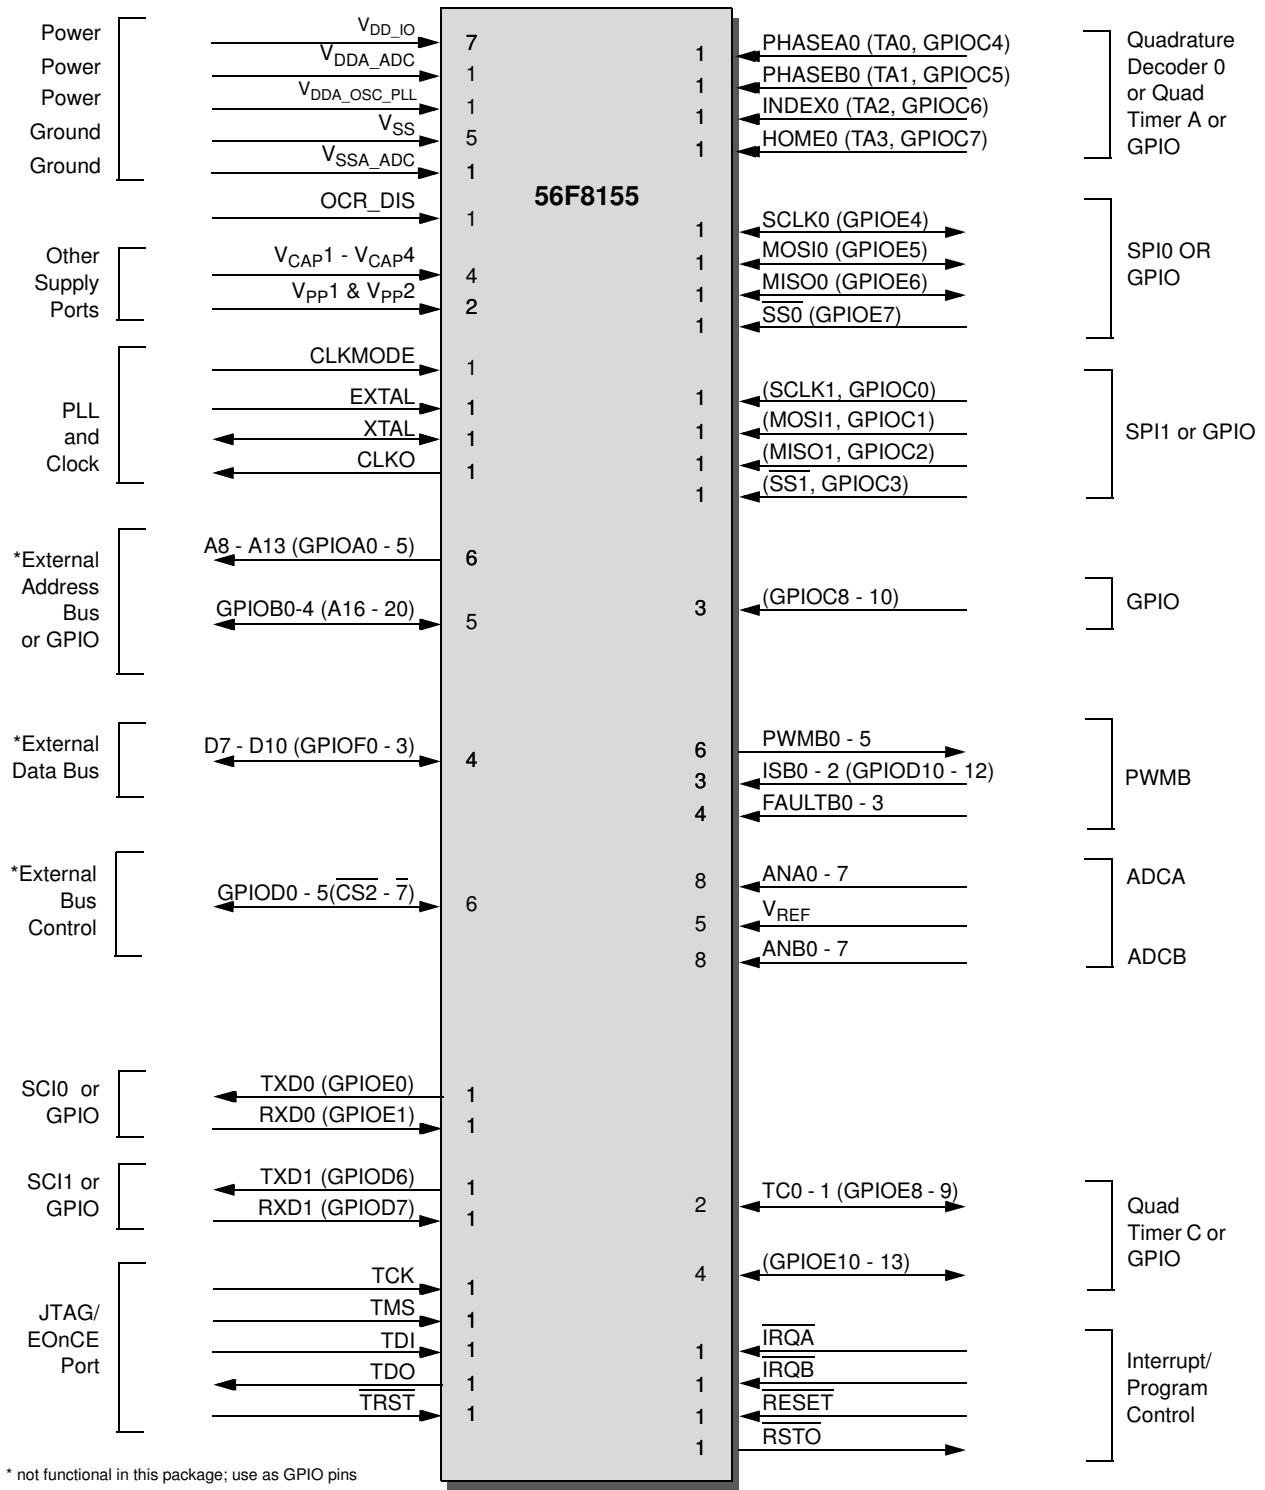 56F8155
Power
V_DD_IO
7
Power
V_DDA_ADC
1
Power
V_DDA_OSC_PLL
1
Ground
V_SS
5
Ground
V_SSA_ADC
1
OCR_DIS
1
Other
Supply
Ports
V_CAP1 - V_CAP4
4
V_PP1 & V_PP2
2
PLL
and
Clock
CLKMODE
1
EXTAL
1
XTAL
1
CLKO
1
*External
Address
Bus
or GPIO
A8 - A13 (GPIOA0 - 5)
6
GPIOB0-4 (A16 - 20)
5
*External
Data Bus
D7 - D10 (GPIOF0 - 3)
4
*External
Bus
Control
GPIOD0 - 5(C̅S̅2̅ - 7̅)
6
SCI0 or
GPIO
TXD0 (GPIOE0)
1
RXD0 (GPIOE1)
1
SCI1 or
GPIO
TXD1 (GPIOD6)
1
RXD1 (GPIOD7)
1
JTAG/
EOnCE
Port
TCK
1
TMS
1
TDI
1
TDO
1
T̅R̅S̅T̅
1
1
PHASEA0 (TA0, GPIOC4)
1
PHASEB0 (TA1, GPIOC5)
1
INDEX0 (TA2, GPIOC6)
1
HOME0 (TA3, GPIOC7)
Quadrature
Decoder 0
or Quad
Timer A or
GPIO
1
SCLK0 (GPIOE4)
1
MOSI0 (GPIOE5)
1
MISO0 (GPIOE6)
1
S̅S̅0̅ (GPIOE7)
SPI0 OR
GPIO
1
(SCLK1, GPIOC0)
1
(MOSI1, GPIOC1)
1
(MISO1, GPIOC2)
1
(S̅S̅1̅, GPIOC3)
SPI1 or GPIO
3
(GPIOC8 - 10)
GPIO
6
PWMB0 - 5
3
ISB0 - 2 (GPIOD10 - 12)
4
FAULTB0 - 3
PWMB
8
ANA0 - 7
ADCA
5
V_REF
8
ANB0 - 7
ADCB
2
TC0 - 1 (GPIOE8 - 9)
4
(GPIOE10 - 13)
Quad
Timer C or
GPIO
1
I̅R̅Q̅A̅
1
I̅R̅Q̅B̅
1
R̅E̅S̅E̅T̅
1
R̅S̅T̅O̅
Interrupt/
Program
Control
* not functional in this package; use as GPIO pins